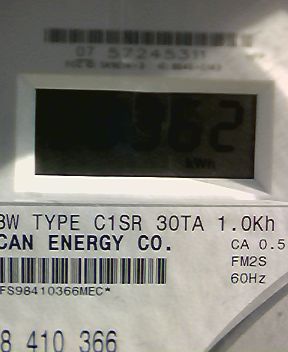 07 57245311
362
kWh
3W TYPE C1SR 30TA 1.0Kh
CAN ENERGY CO.
CA 0.5
FM2S
60Hz
FS98410366MEC*
8 410 366